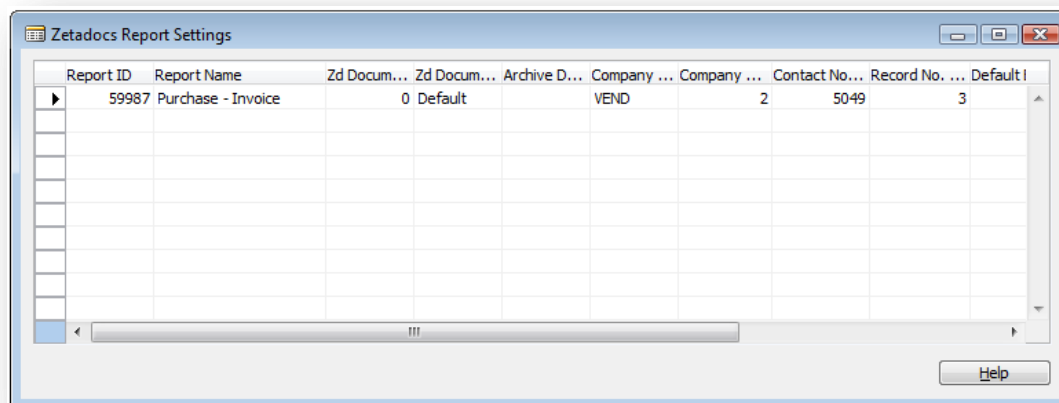 Zetadocs Report Settings
Report ID Report Name Zd Docum... Zd Docum... Archive D... Company ... Company ... Contact No... Record No. ... Default
59987 Purchase - Invoice 0 Default VEND 2 5049 3
Help